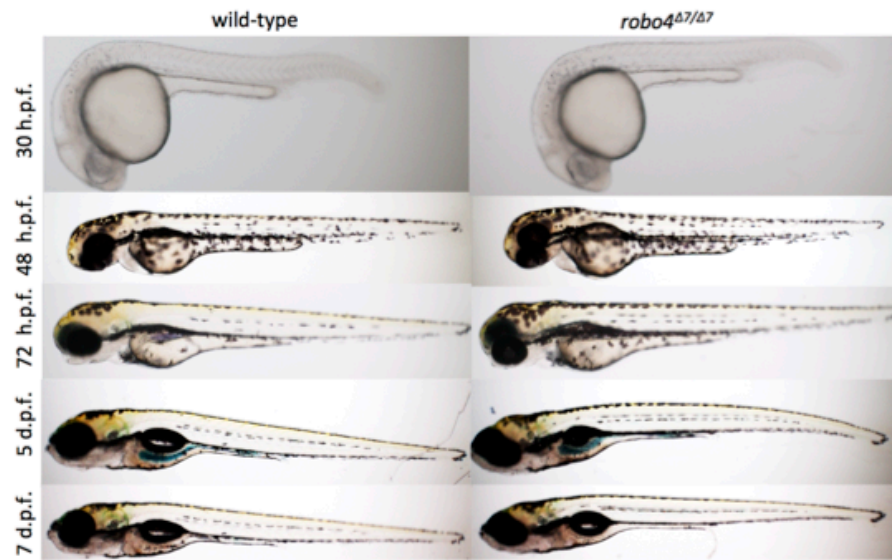 wild-type
robo4Δ7/Δ7
30 h.p.f.
48 h.p.f.
72 h.p.f.
5 d.p.f.
7 d.p.f.